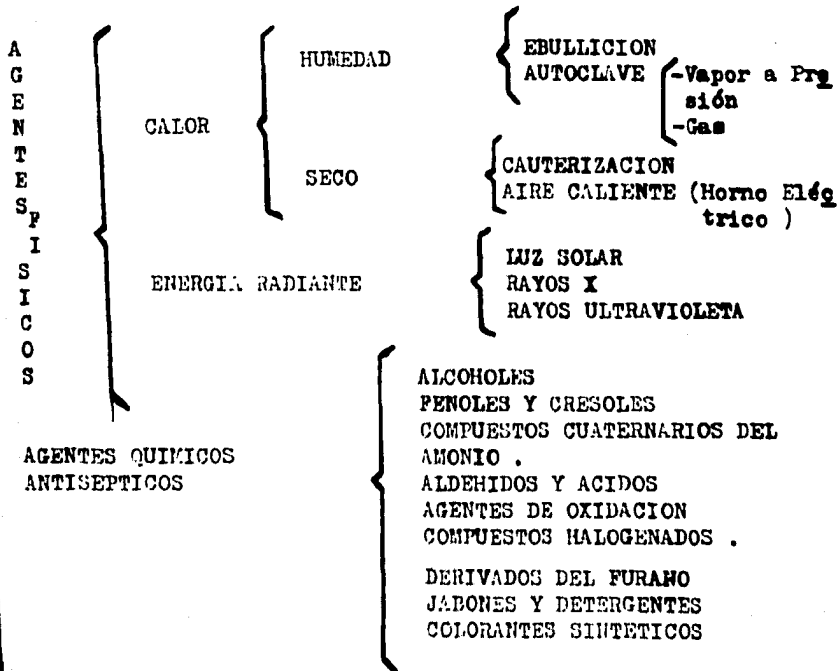 AGENTES FISICOS
CALOR
HUMEDAD
EBULLICION
AUTOCLAVE
-Vapor a Pre
sión
-Gas
SECO
CAUTERIZACION
AIRE CALIENTE (Horno Eléc
trico )
ENERGIA RADIANTE
LUZ SOLAR
RAYOS X
RAYOS ULTRAVIOLETA
AGENTES QUIMICOS
ANTISEPTICOS
ALCOHOLES
FENOLES Y CRESOLES
COMPUESTOS CUATERNARIOS DEL
AMONIO .
ALDEHIDOS Y ACIDOS
AGENTES DE OXIDACION
COMPUESTOS HALOGENADOS .
DERIVADOS DEL FURANO
JABONES Y DETERGENTES
COLORANTES SINTETICOS